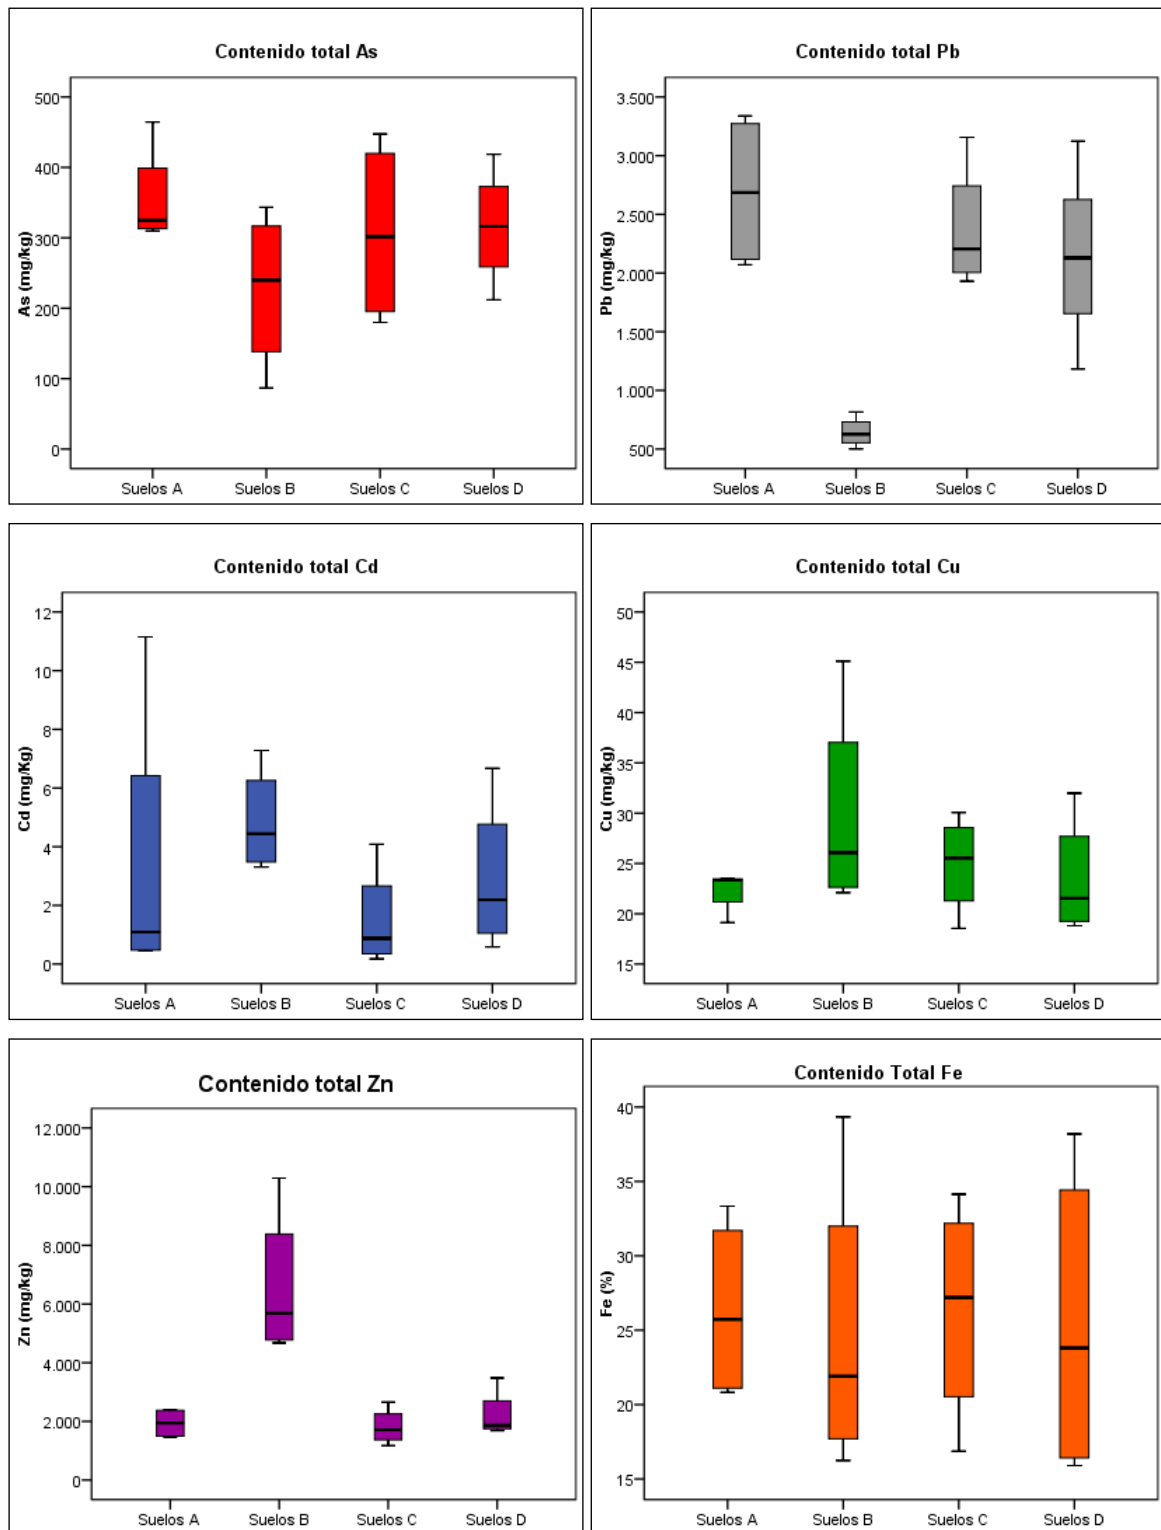 Contenido total As
500
400
300
200
100
0
As (mg/kg)
Suelos A
Suelos B
Suelos C
Suelos D
Contenido total Pb
3.500
3.000
2.500
2.000
1.500
1.000
500
Pb (mg/kg)
Suelos A
Suelos B
Suelos C
Suelos D
Contenido total Cd
12
10
8
6
4
2
0
Cd (mg/Kg)
Suelos A
Suelos B
Suelos C
Suelos D
Contenido total Cu
50
45
40
35
30
25
20
15
Cu (mg/Kg)
Suelos A
Suelos B
Suelos C
Suelos D
Contenido total Zn
12.000
10.000
8.000
6.000
4.000
2.000
0
Zn (mg/kg)
Suelos A
Suelos B
Suelos C
Suelos D
Contenido Total Fe
40
35
30
25
20
15
Fe (%)
Suelos A
Suelos B
Suelos C
Suelos D